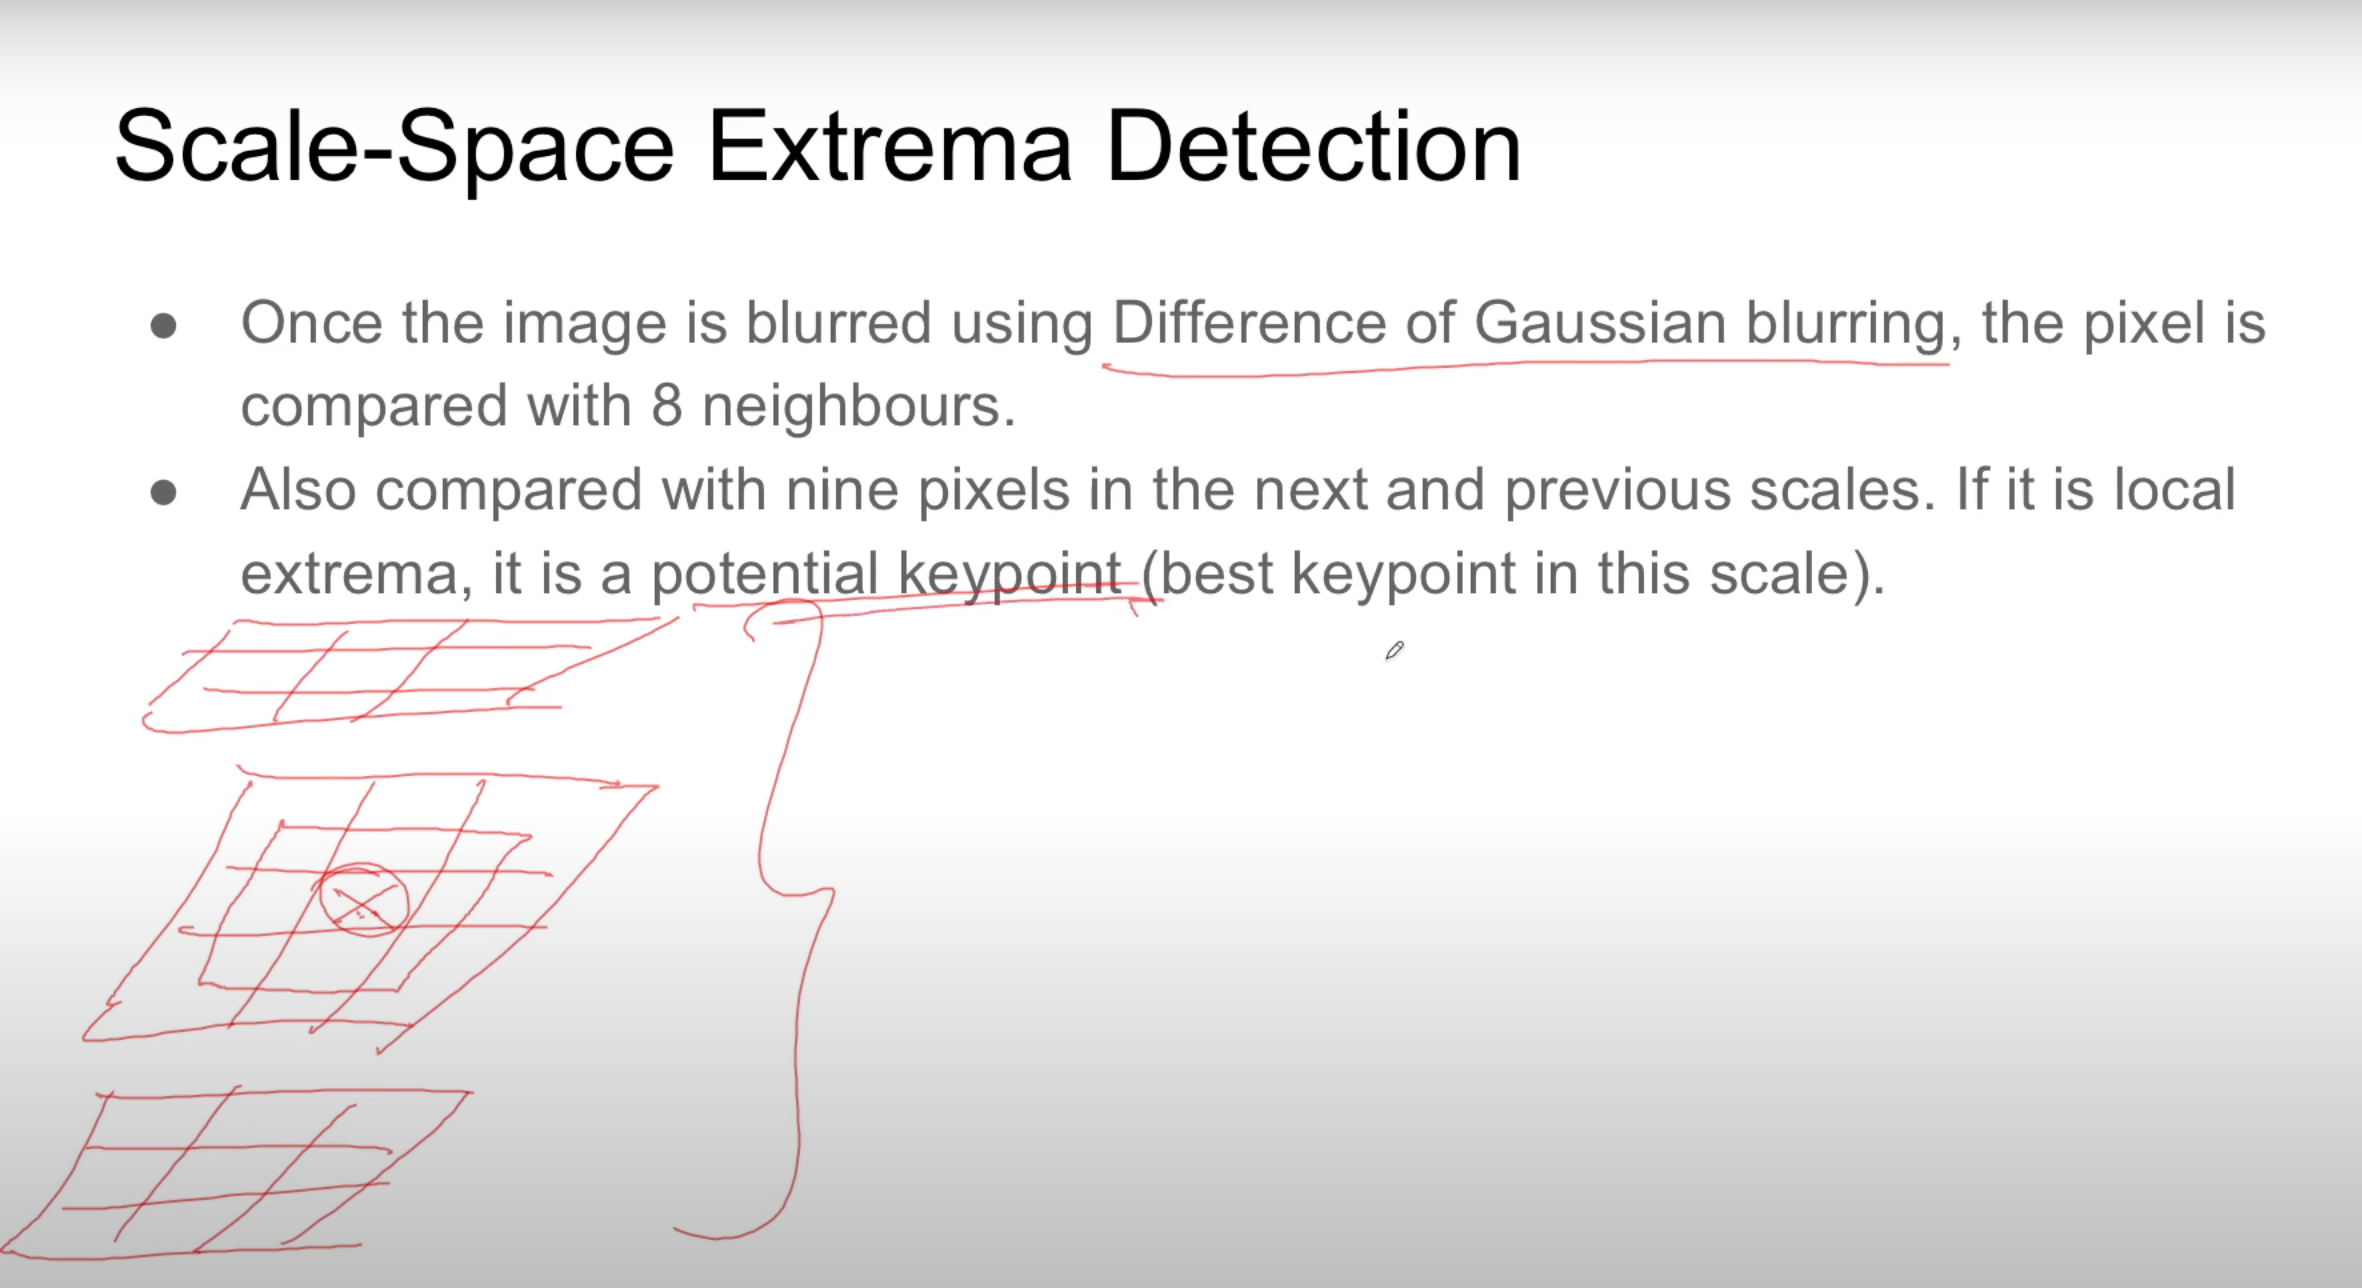 Scale-Space Extrema Detection
● Once the image is blurred using Difference of Gaussian blurring, the pixel is
compared with 8 neighbours.
● Also compared with nine pixels in the next and previous scales. If it is local
extrema, it is a potential keypoint (best keypoint in this scale).